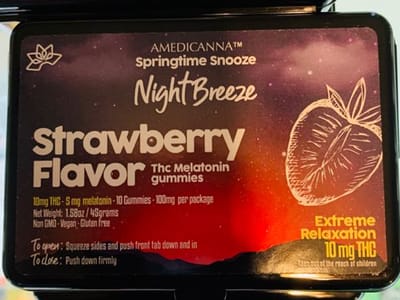 AMEDICANNA™
Springtime Snooze
Night Breeze
Strawberry
Flavor Thc Melatonin
gummies
10mg THC - 5 mg melatonin - 10 Gummies - 100mg per package
Net Weight: 1.58oz / 45grams
Non GMO - Vegan - Gluten free
To open: Squeeze sides and push front tab down and in
To close: Push down firmly
Extreme
Relaxation
10 mg THC
Keep out of the reach of children